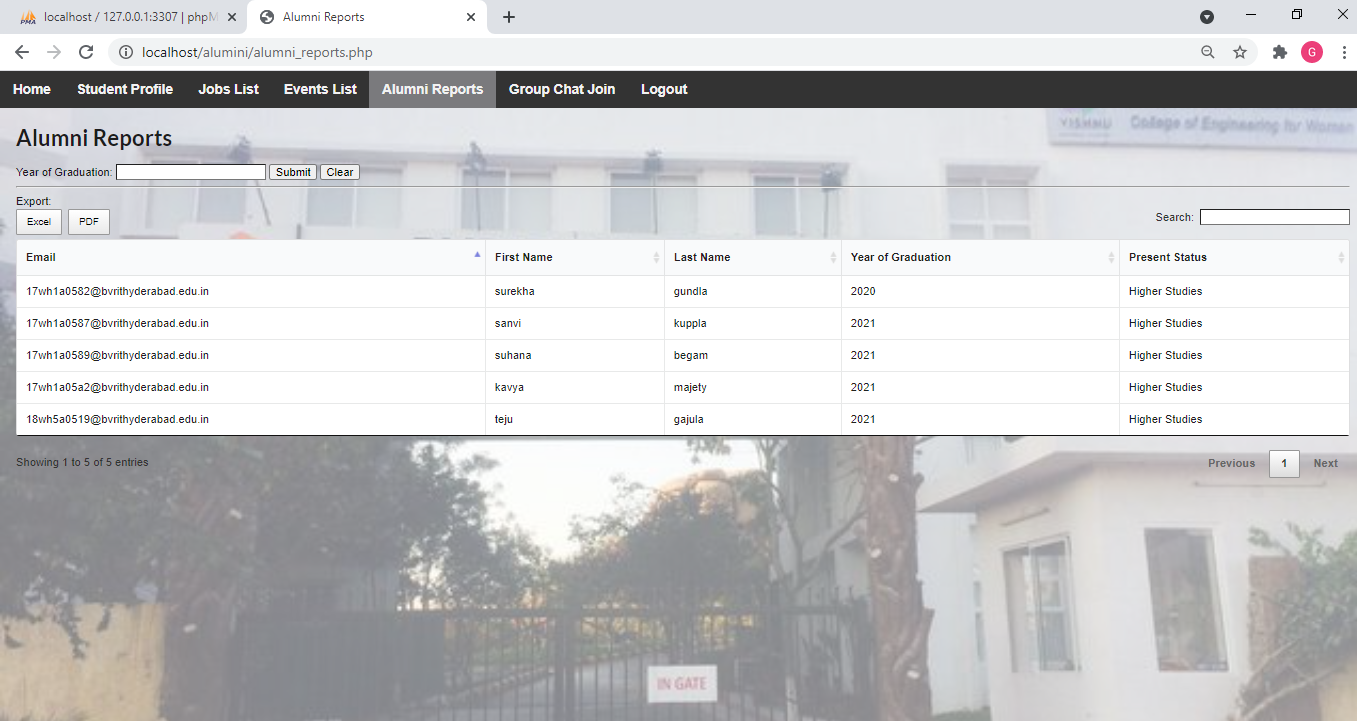 localhost / 127.0.0.1:3307 | phpM
Alumni Reports
localhost/alumini/alumni_reports.php
G
Home Student Profile Jobs List Events List Alumni Reports Group Chat Join Logout
VISHNU College of Engineering for Women
Alumni Reports
Year of Graduation: Submit Clear
Export:
Excel PDF Search:
Email First Name Last Name Year of Graduation Present Status
17wh1a0582@bvrithyderabad.edu.in surekha gundla 2020 Higher Studies
17wh1a0587@bvrithyderabad.edu.in sanvi kuppla 2021 Higher Studies
17wh1a0589@bvrithyderabad.edu.in suhana begam 2021 Higher Studies
17wh1a05a2@bvrithyderabad.edu.in kavya majety 2021 Higher Studies
18wh5a0519@bvrithyderabad.edu.in teju gajula 2021 Higher Studies
Showing 1 to 5 of 5 entries Previous 1 Next
IN GATE